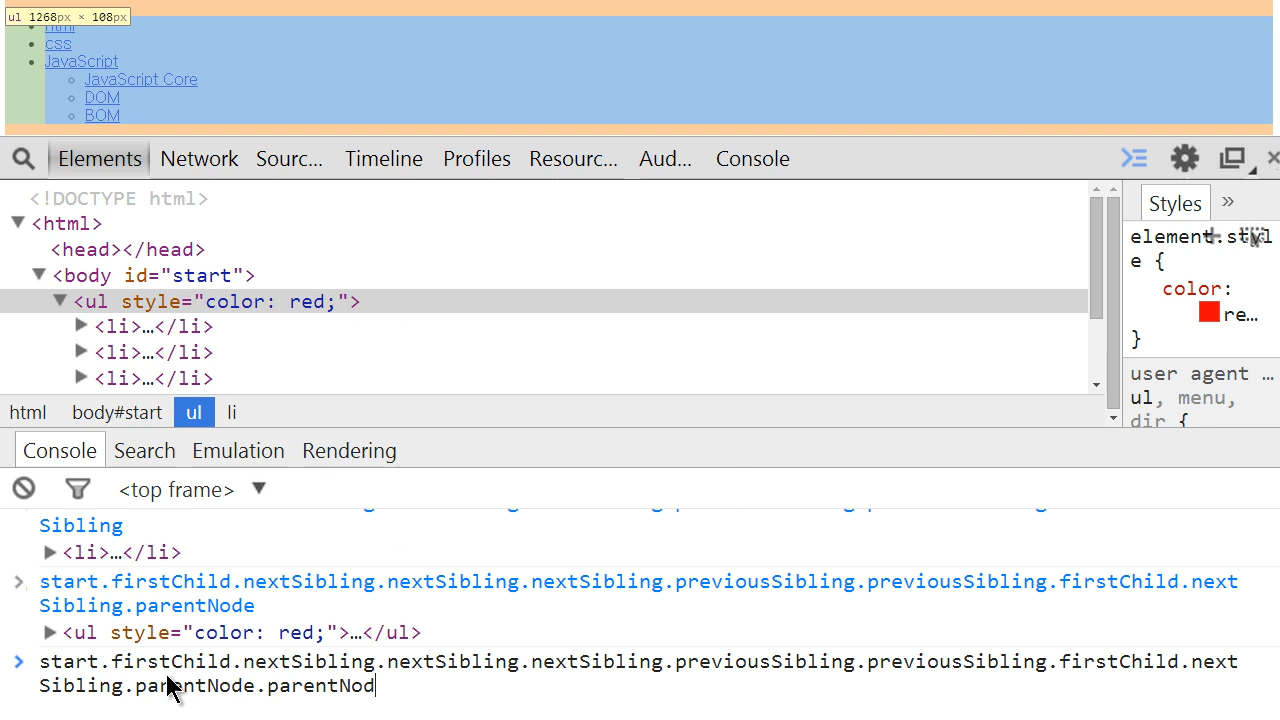 ul 1268px × 108px
html
css
JavaScript
JavaScript Core
DOM
BOM
Elements Network Sourc... Timeline Profiles Resourc... Aud... Console
<!DOCTYPE html>
<html>
<head></head>
<body id="start">
<ul style="color: red;">
<li>…</li>
<li>…</li>
<li>…</li>
html body#start ul li
Styles »
element.styl
e {
color:
re…
}
user agent …
ul, menu,
dir {
Console Search Emulation Rendering
<top frame>
Sibling
<li>…</li>
start.firstChild.nextSibling.nextSibling.nextSibling.previousSibling.previousSibling.firstChild.next
Sibling.parentNode
<ul style="color: red;">…</ul>
start.firstChild.nextSibling.nextSibling.nextSibling.previousSibling.previousSibling.firstChild.next
Sibling.parentNode.parentNod